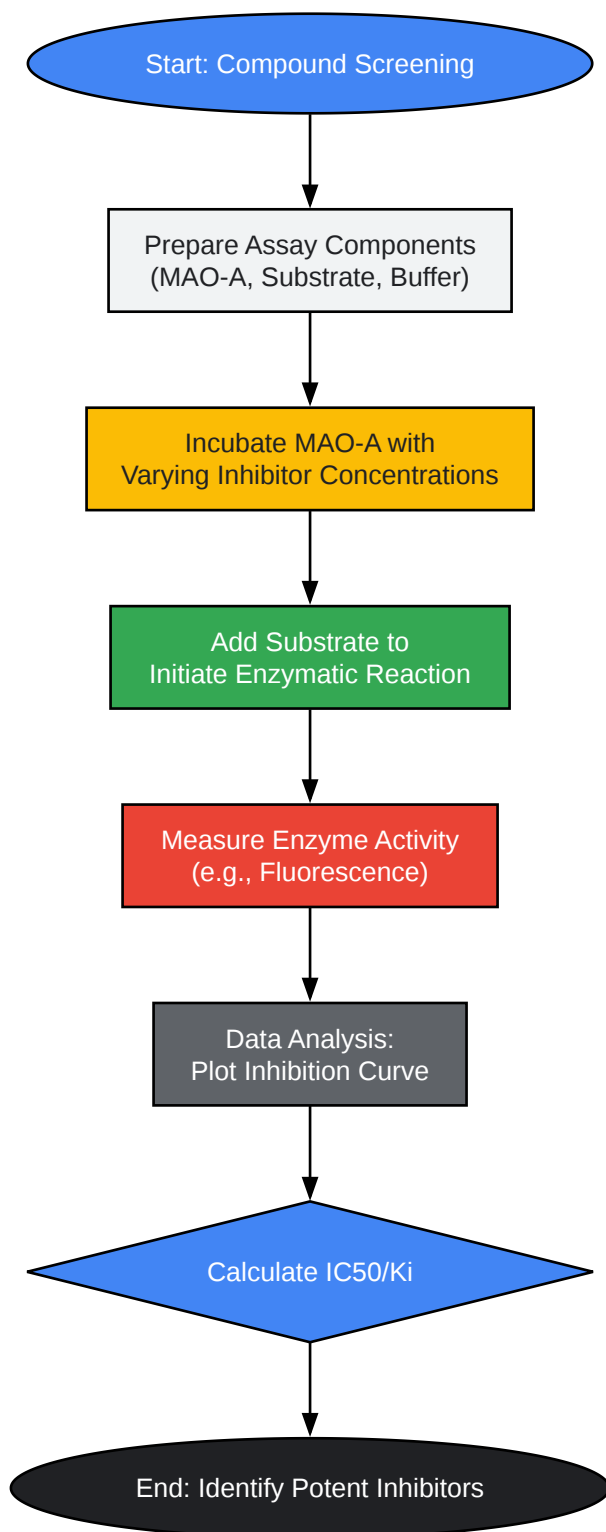 Start: Compound Screening
Prepare Assay Components
(MAO-A, Substrate, Buffer)
Incubate MAO-A with
Varying Inhibitor Concentrations
Add Substrate to
Initiate Enzymatic Reaction
Measure Enzyme Activity
(e.g., Fluorescence)
Data Analysis:
Plot Inhibition Curve
Calculate IC50/Ki
End: Identify Potent Inhibitors